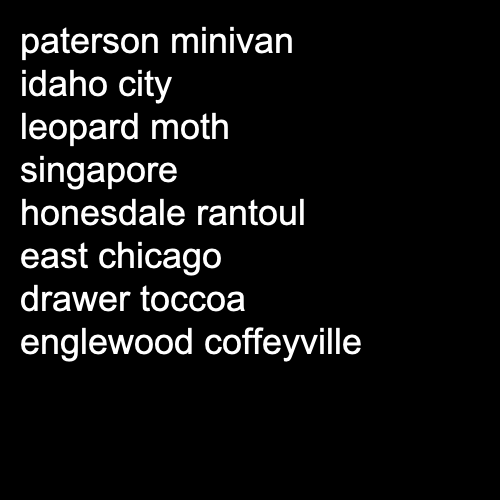 paterson minivan
idaho city
leopard moth
singapore
honesdale rantoul
east chicago
drawer toccoa
englewood coffeyville